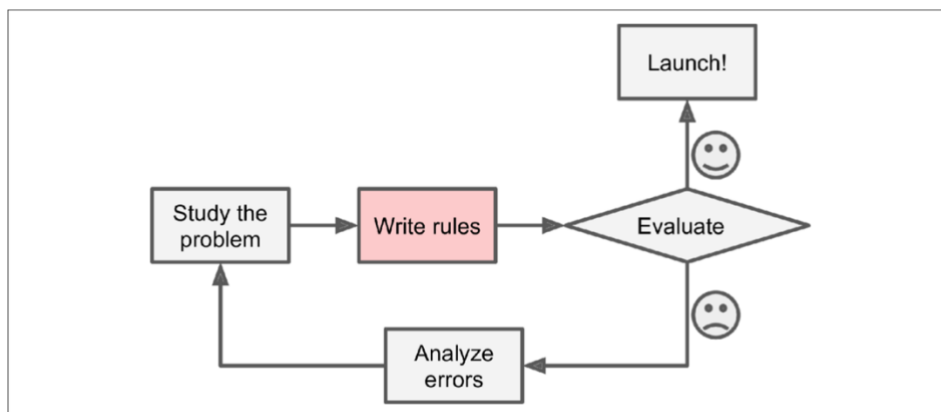 Launch!
Study the
problem
Write rules
Evaluate
Analyze
errors